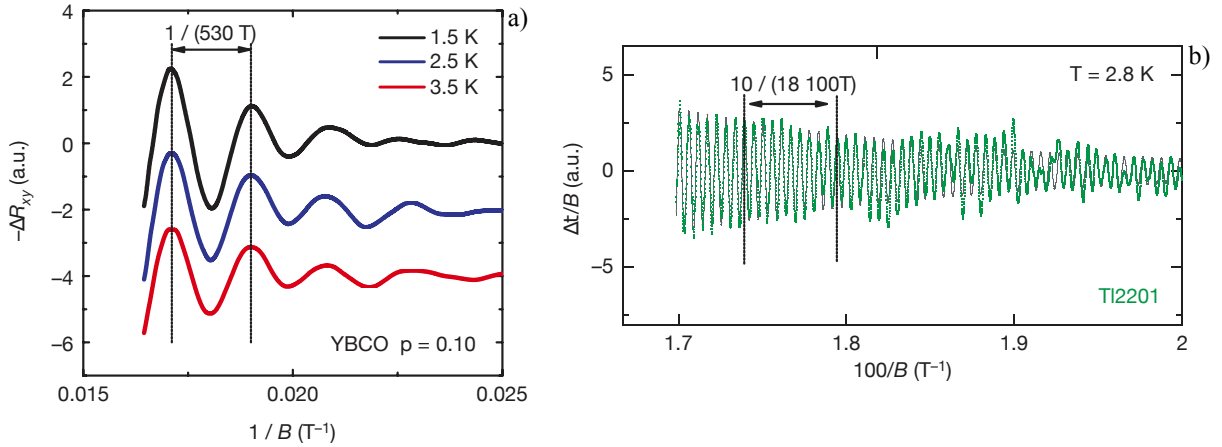 a)
4
2
0
−2
−4
−6
−ΔRxy (a.u.)
1 / (530 T)
1.5 K
2.5 K
3.5 K
YBCO p = 0.10
0.015
0.020
0.025
1 / B (T−1)
b)
5
0
−5
Δt/B (a.u.)
10 / (18 100T)
T = 2.8 K
Tl2201
1.7
1.8
1.9
2
100/B (T−1)